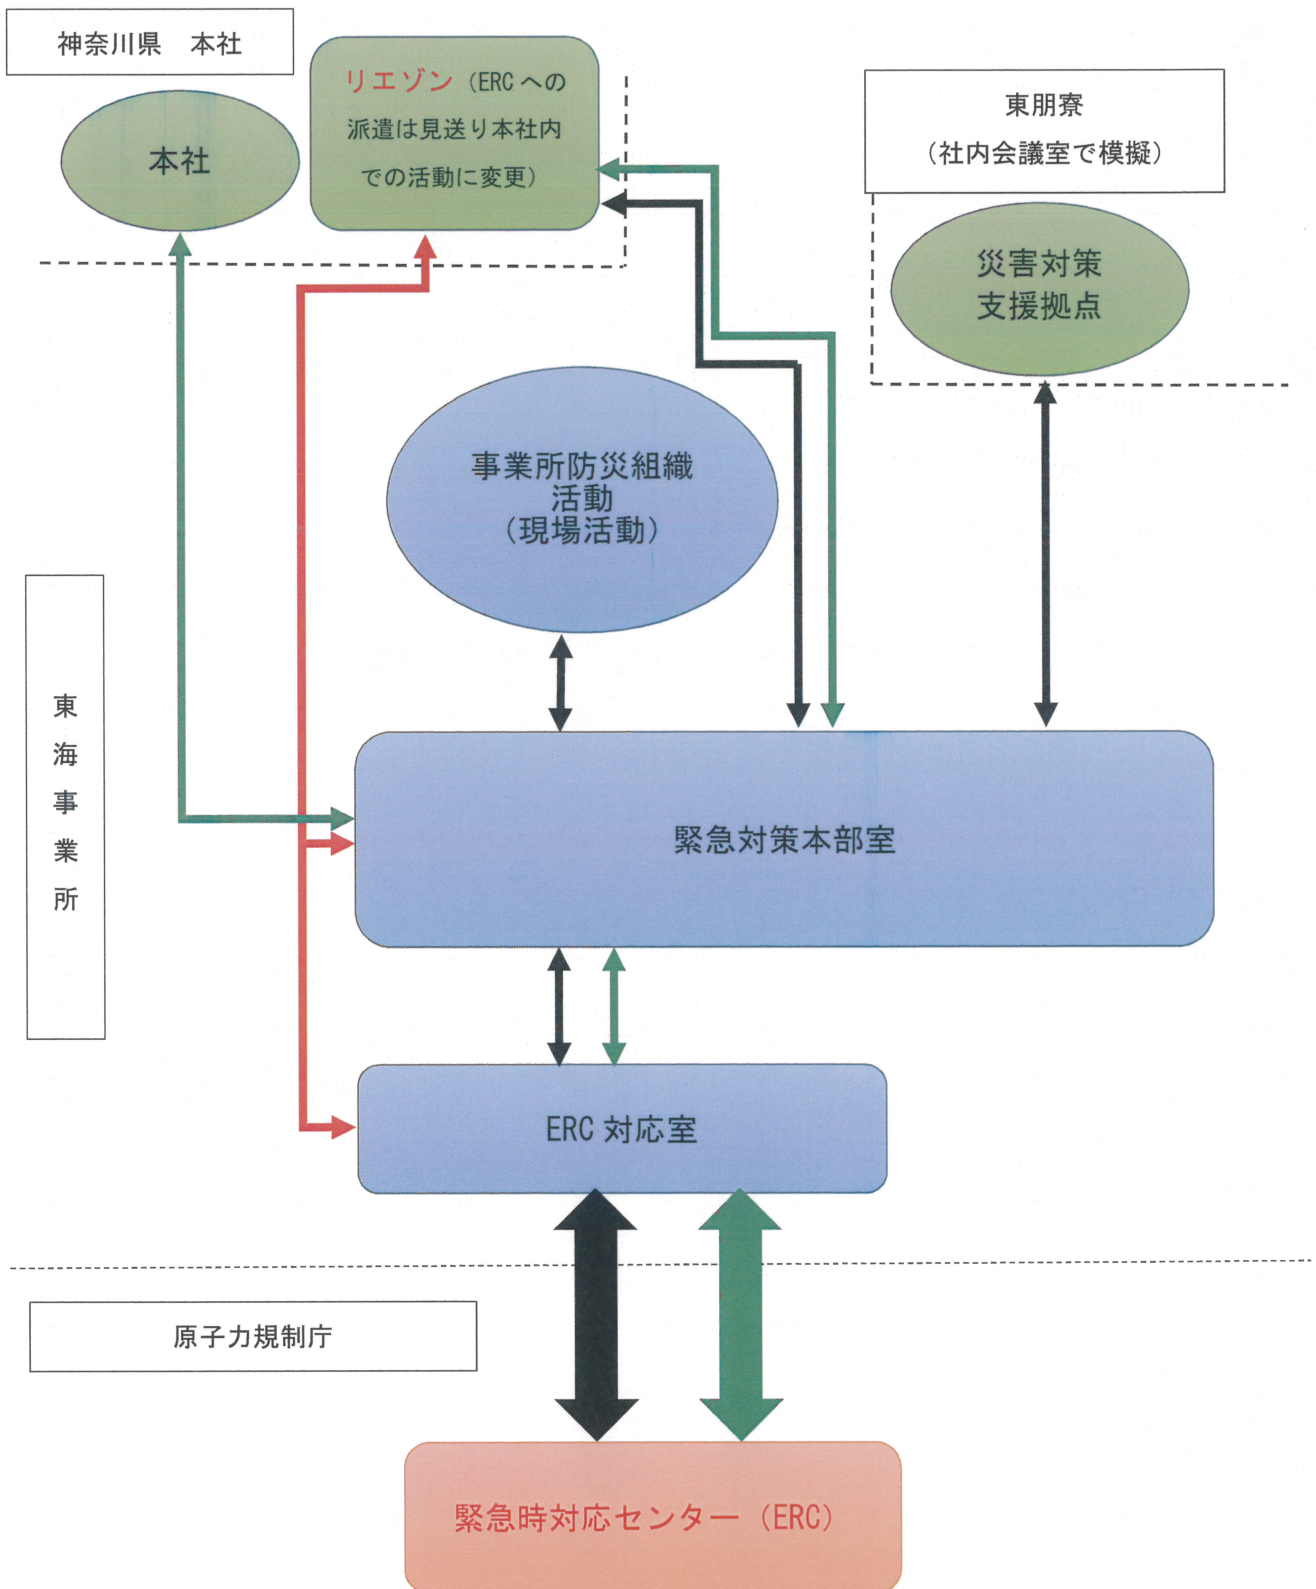 神奈川県　本社
本社
リエゾン（ERCへの
派遣は見送り本社内
での活動に変更）
東朋寮
（社内会議室で模擬）
災害対策
支援拠点
事業所防災組織
活動
（現場活動）
東海事業所
緊急対策本部室
ERC 対応室
原子力規制庁
緊急時対応センター（ERC）